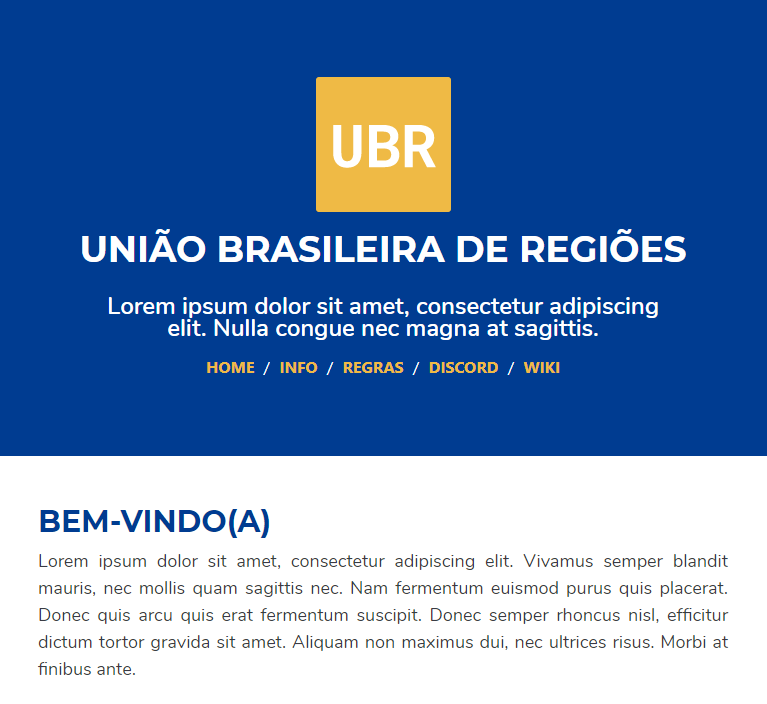 UBR
UNIÃO BRASILEIRA DE REGIÕES
Lorem ipsum dolor sit amet, consectetur adipiscing
elit. Nulla congue nec magna at sagittis.
HOME / INFO / REGRAS / DISCORD / WIKI
BEM-VINDO(A)
Lorem ipsum dolor sit amet, consectetur adipiscing elit. Vivamus semper blandit
mauris, nec mollis quam sagittis nec. Nam fermentum euismod purus quis placerat.
Donec quis arcu quis erat fermentum suscipit. Donec semper rhoncus nisl, efficitur
dictum tortor gravida sit amet. Aliquam non maximus dui, nec ultrices risus. Morbi at
finibus ante.